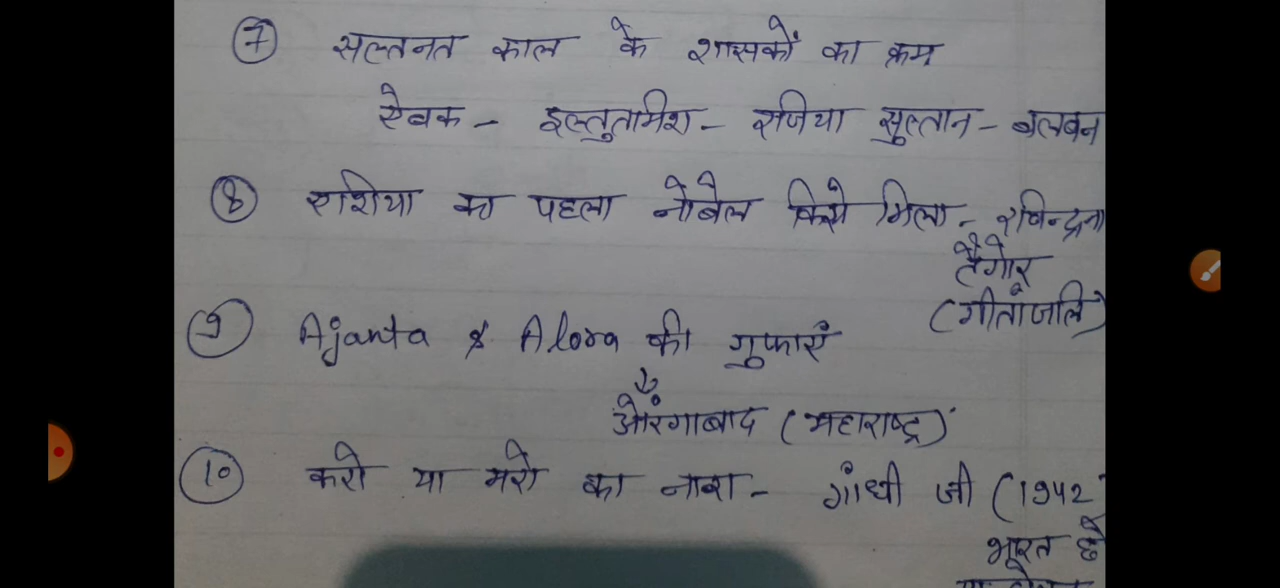 7 सल्तनत काल के शासकों का क्रम
ऐबक - इल्तुतमिश - रजिया सुल्तान - बलबन
8 एशिया का पहला नोबेल किसे मिला - रविन्द्रना
टैगोर
(गीतांजलि)
9 Ajanta & Alora की गुफाएं
औरंगाबाद (महाराष्ट्र)
10 करो या मरो का नारा - गांधी जी (1942
भारत छो